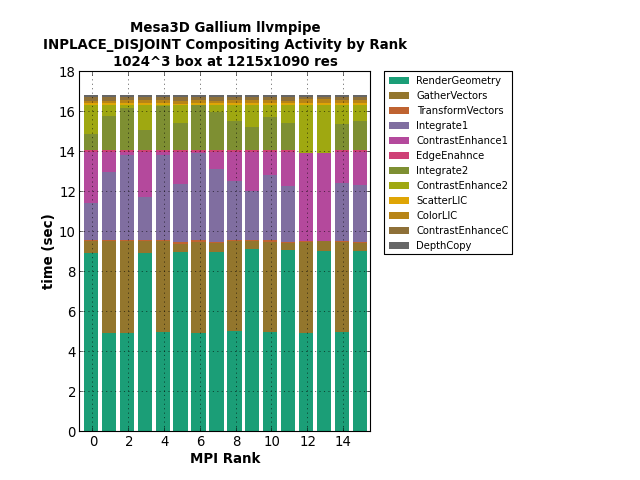 Mesa3D Gallium llvmpipe
INPLACE_DISJOINT Compositing Activity by Rank
1024^3 box at 1215x1090 res
18
16
14
12
10
8
6
4
2
0
time (sec)
0 2 4 6 8 10 12 14
MPI Rank
RenderGeometry
GatherVectors
TransformVectors
Integrate1
ContrastEnhance1
EdgeEnahnce
Integrate2
ContrastEnhance2
ScatterLIC
ColorLIC
ContrastEnhanceC
DepthCopy